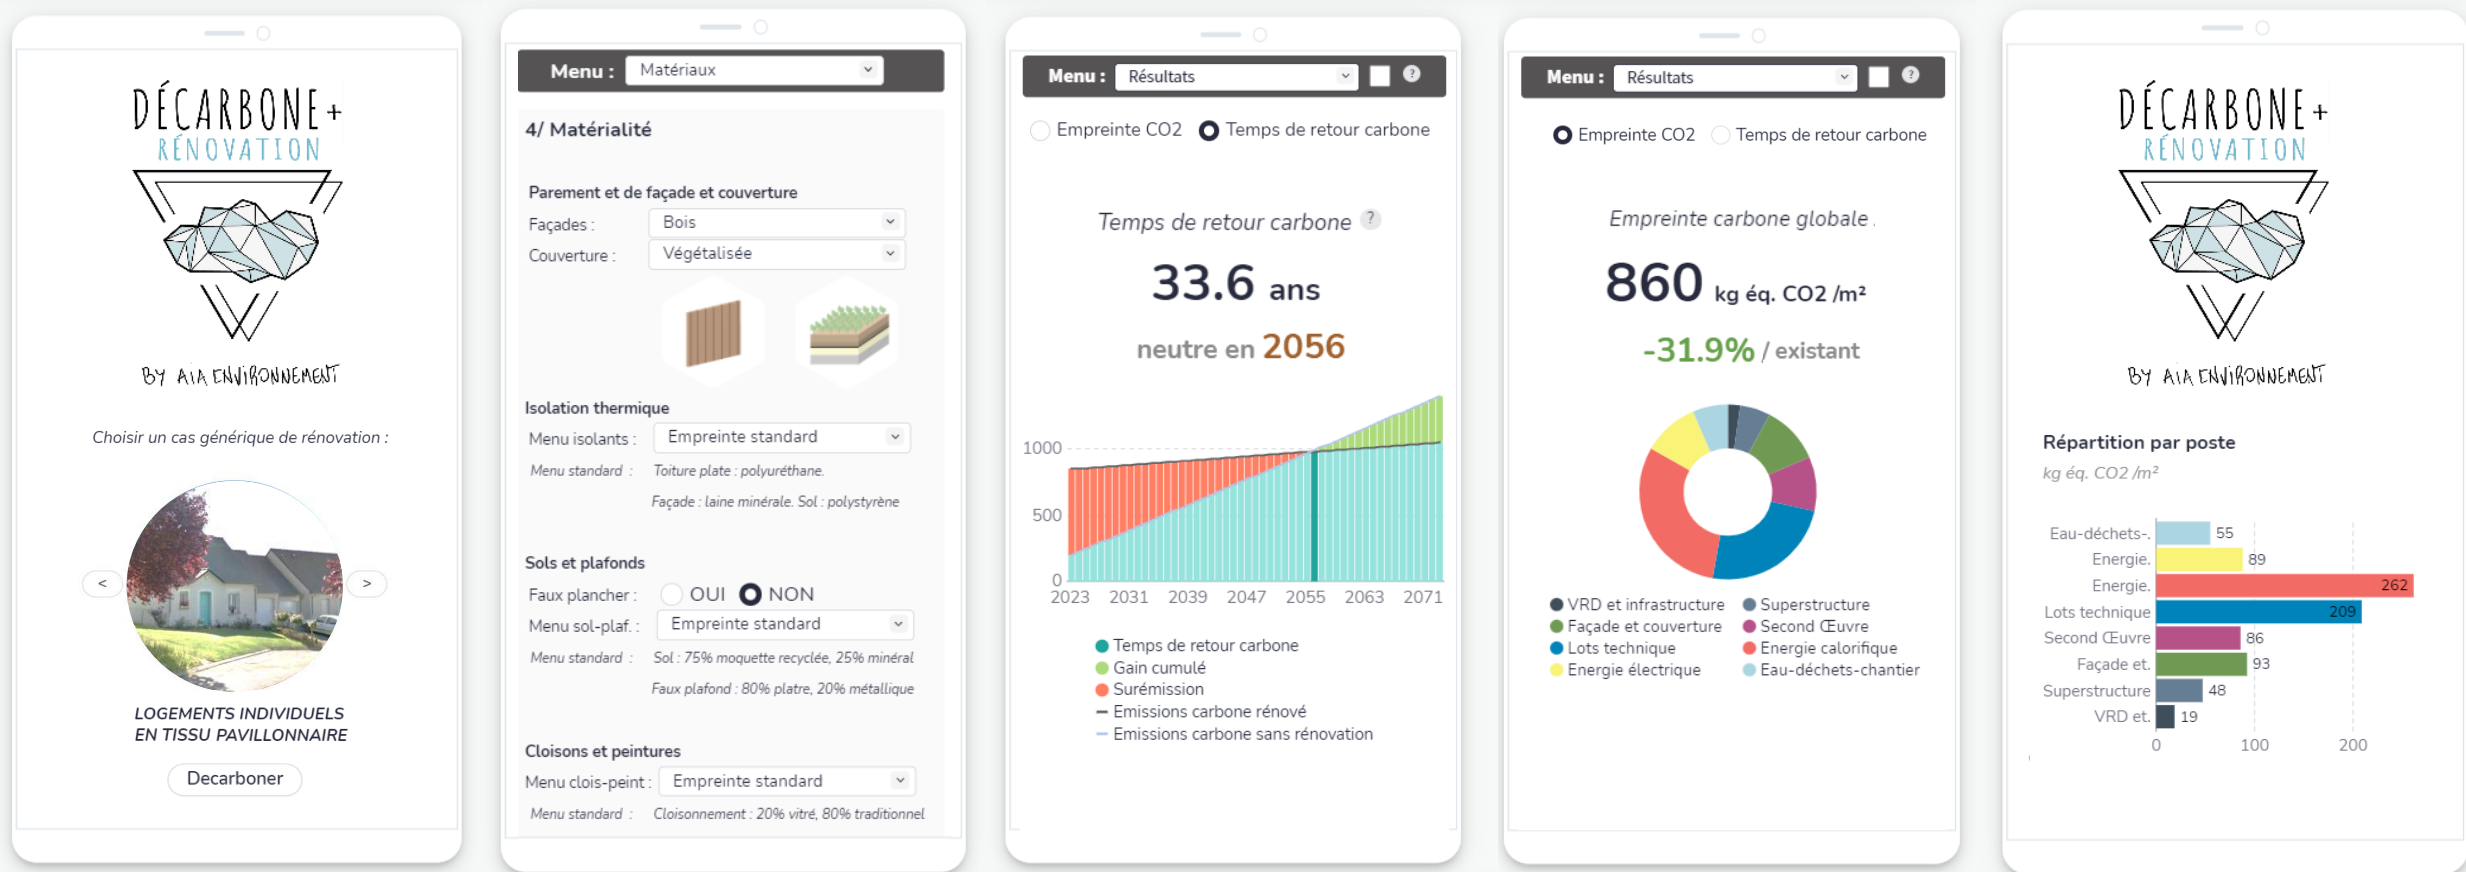 DÉCARBONE+
RÉNOVATION
BY AIA ENVIRONNEMENT
Choisir un cas générique de rénovation :
<
>
LOGEMENTS INDIVIDUELS
EN TISSU PAVILLONNAIRE
Decarboner
Menu : Matériaux
4/ Matérialité
Parement et de façade et couverture
Façades : Bois
Couverture : Végétalisée
Isolation thermique
Menu isolants : Empreinte standard
Menu standard : Toiture plate : polyuréthane.
Façade : laine minérale. Sol : polystyrène
Sols et plafonds
Faux plancher : OUI NON
Menu sol-plaf. : Empreinte standard
Menu standard : Sol : 75% moquette recyclée, 25% minéral
Faux plafond : 80% platre, 20% métallique
Cloisons et peintures
Menu clois-peint : Empreinte standard
Menu standard : Cloisonnement : 20% vitré, 80% traditionnel
Menu : Résultats ?
Empreinte CO2 Temps de retour carbone
Temps de retour carbone ?
33.6 ans
neutre en 2056
1000
500
0
2023 2031 2039 2047 2055 2063 2071
Temps de retour carbone
Gain cumulé
Surémission
Emissions carbone rénové
Emissions carbone sans rénovation
Menu : Résultats ?
Empreinte CO2 Temps de retour carbone
Empreinte carbone globale .
860 kg éq. CO2 /m²
-31.9% / existant
VRD et infrastructure Superstructure
Façade et couverture Second Œuvre
Lots technique Energie calorifique
Energie électrique Eau-déchets-chantier
DÉCARBONE+
RÉNOVATION
BY AIA ENVIRONNEMENT
Répartition par poste
kg éq. CO2 /m²
Eau-déchets-. 55
Energie. 89
Energie. 262
Lots technique 209
Second Œuvre 86
Façade et. 93
Superstructure 48
VRD et. 19
0 100 200